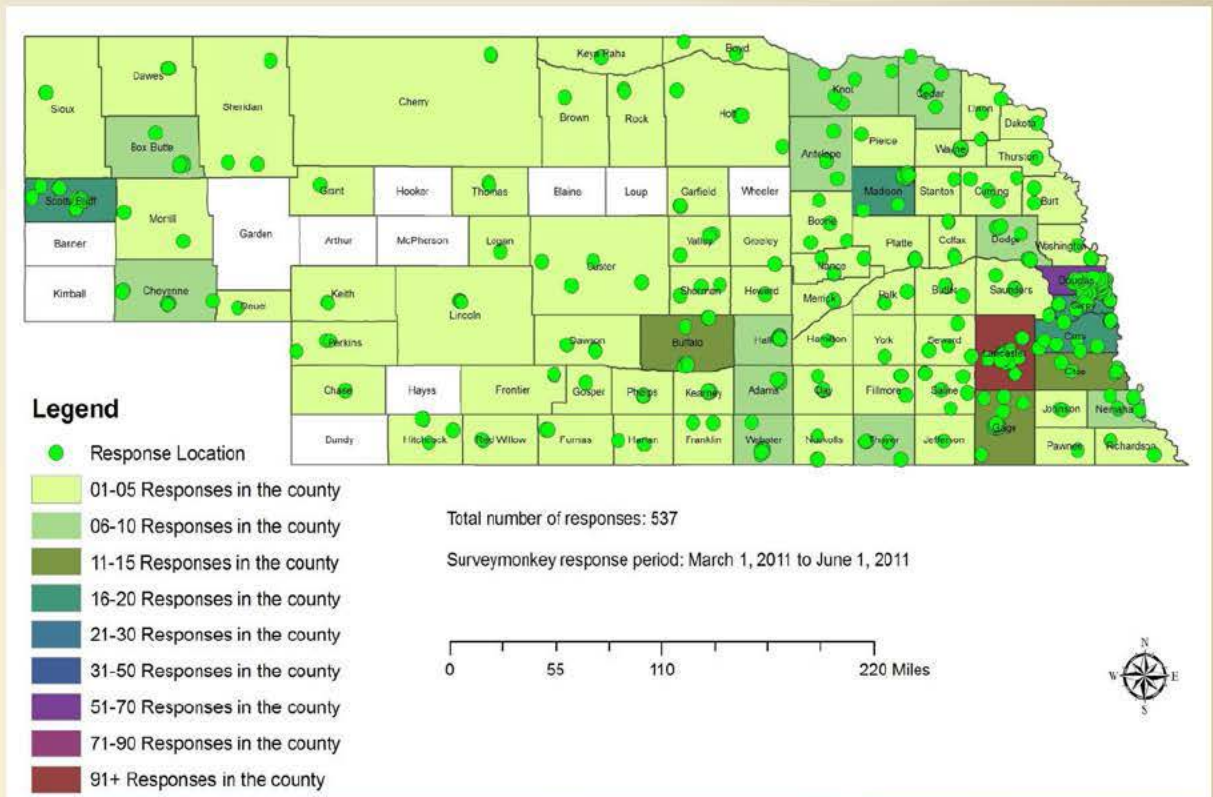 Keya Paha
Boyd
Dawes
Sioux
Sheridan
Cherry
Brown
Rock
Holt
Knox
Cedar
Dixon
Dakota
Box Butte
Antelope
Pierce
Wayne
Thurston
Scotts Bluff
Morrill
Garden
Grant
Hooker
Thomas
Blaine
Loup
Garfield
Wheeler
Madison
Stanton
Cuming
Burt
Banner
Arthur
McPherson
Logan
Custer
Valley
Greeley
Boone
Platte
Colfax
Dodge
Washington
Kimball
Cheyenne
Deuel
Keith
Lincoln
Sherman
Howard
Nance
Merrick
Polk
Butler
Saunders
Douglas
Sarpy
Perkins
Dawson
Buffalo
Hall
Hamilton
York
Seward
Lancaster
Cass
Otoe
Chase
Hayes
Frontier
Gosper
Phelps
Kearney
Adams
Clay
Fillmore
Saline
Gage
Johnson
Nemaha
Dundy
Hitchcock
Red Willow
Furnas
Harlan
Franklin
Webster
Nuckolls
Thayer
Jefferson
Pawnee
Richardson
Legend
Response Location
01-05 Responses in the county
06-10 Responses in the county
11-15 Responses in the county
16-20 Responses in the county
21-30 Responses in the county
31-50 Responses in the county
51-70 Responses in the county
71-90 Responses in the county
91+ Responses in the county
Total number of responses: 537
Surveymonkey response period: March 1, 2011 to June 1, 2011
0 55 110 220 Miles
N
W E
S